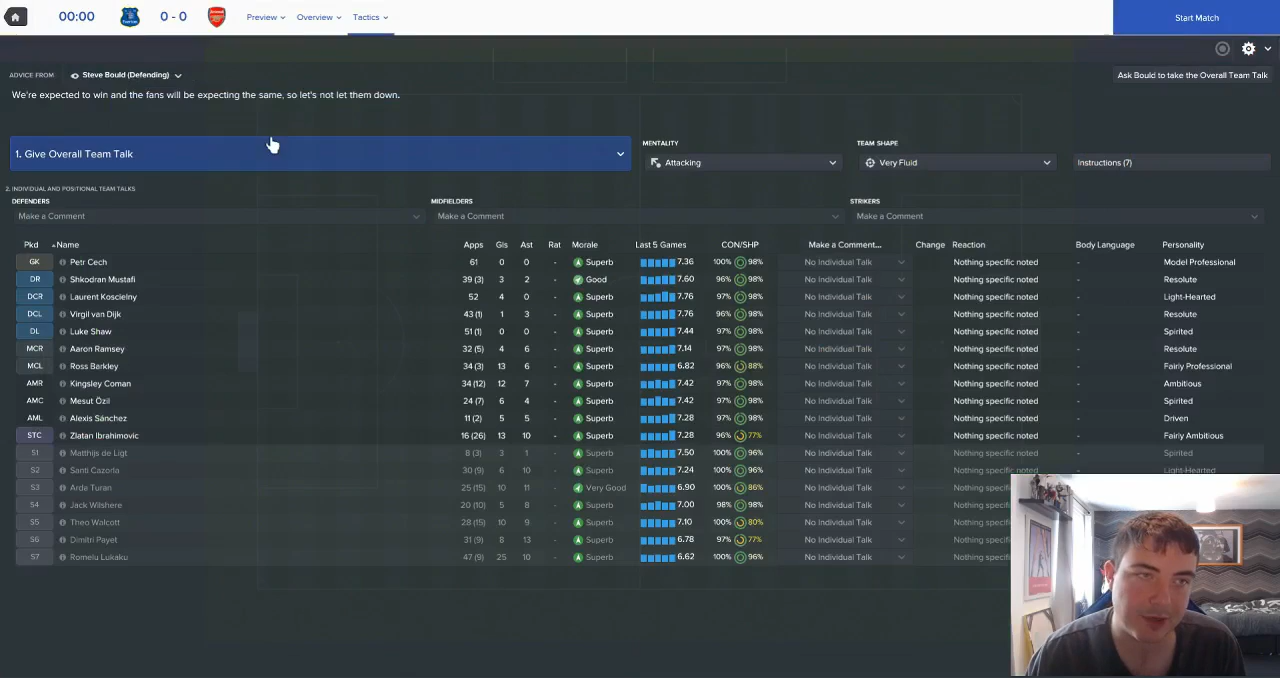 00:00 0 - 0 Preview Overview Tactics Start Match
ADVICE FROM Steve Bould (Defending) Ask Bould to take the Overall Team Talk
We're expected to win and the fans will be expecting the same, so let's not let them down.
MENTALITY TEAM SHAPE
1. Give Overall Team Talk Attacking Very Fluid Instructions (7)
2. INDIVIDUAL AND POSITIONAL TEAM TALKS
DEFENDERS MIDFIELDERS STRIKERS
Make a Comment Make a Comment Make a Comment
Pkd Name Apps Gls Ast Rat Morale Last 5 Games CON/SHP Make a Comment... Change Reaction Body Language Personality
GK Petr Cech 61 0 0 - Superb 7.36 100% 98% No Individual Talk Nothing specific noted - Model Professional
DR Shkodran Mustafi 39 (3) 3 2 - Good 7.60 96% 98% No Individual Talk Nothing specific noted - Resolute
DCR Laurent Koscielny 52 4 0 - Superb 7.76 97% 98% No Individual Talk Nothing specific noted - Light-Hearted
DCL Virgil van Dijk 43 (1) 1 3 - Superb 7.76 96% 98% No Individual Talk Nothing specific noted - Resolute
DL Luke Shaw 51 (1) 0 0 - Superb 7.44 97% 98% No Individual Talk Nothing specific noted - Spirited
MCR Aaron Ramsey 32 (5) 4 6 - Superb 7.14 97% 98% No Individual Talk Nothing specific noted - Resolute
MCL Ross Barkley 34 (3) 13 6 - Superb 6.82 96% 88% No Individual Talk Nothing specific noted - Fairly Professional
AMR Kingsley Coman 34 (12) 12 7 - Superb 7.42 97% 98% No Individual Talk Nothing specific noted - Ambitious
AMC Mesut Özil 24 (7) 6 4 - Superb 7.42 97% 98% No Individual Talk Nothing specific noted - Spirited
AML Alexis Sánchez 11 (2) 5 5 - Superb 7.28 97% 98% No Individual Talk Nothing specific noted - Driven
STC Zlatan Ibrahimovic 16 (26) 13 10 - Superb 7.28 96% 77% No Individual Talk Nothing specific noted - Fairly Ambitious
S1 Matthijs de Ligt 8 (3) 3 1 - Superb 7.50 100% 96% No Individual Talk Nothing specific noted - Spirited
S2 Santi Cazorla 30 (9) 6 10 - Superb 7.24 100% 96% No Individual Talk Nothing specific noted - Light-Hearted
S3 Arda Turan 25 (15) 10 11 - Very Good 6.90 100% 86% No Individual Talk Nothing specif
S4 Jack Wilshere 20 (10) 5 8 - Superb 7.00 98% 98% No Individual Talk Nothing specif
S5 Theo Walcott 28 (15) 10 9 - Superb 7.10 100% 80% No Individual Talk Nothing specif
S6 Dimitri Payet 31 (9) 8 13 - Superb 6.78 97% 77% No Individual Talk Nothing specif
S7 Romelu Lukaku 47 (9) 25 10 - Superb 6.62 100% 96% No Individual Talk Nothing specif